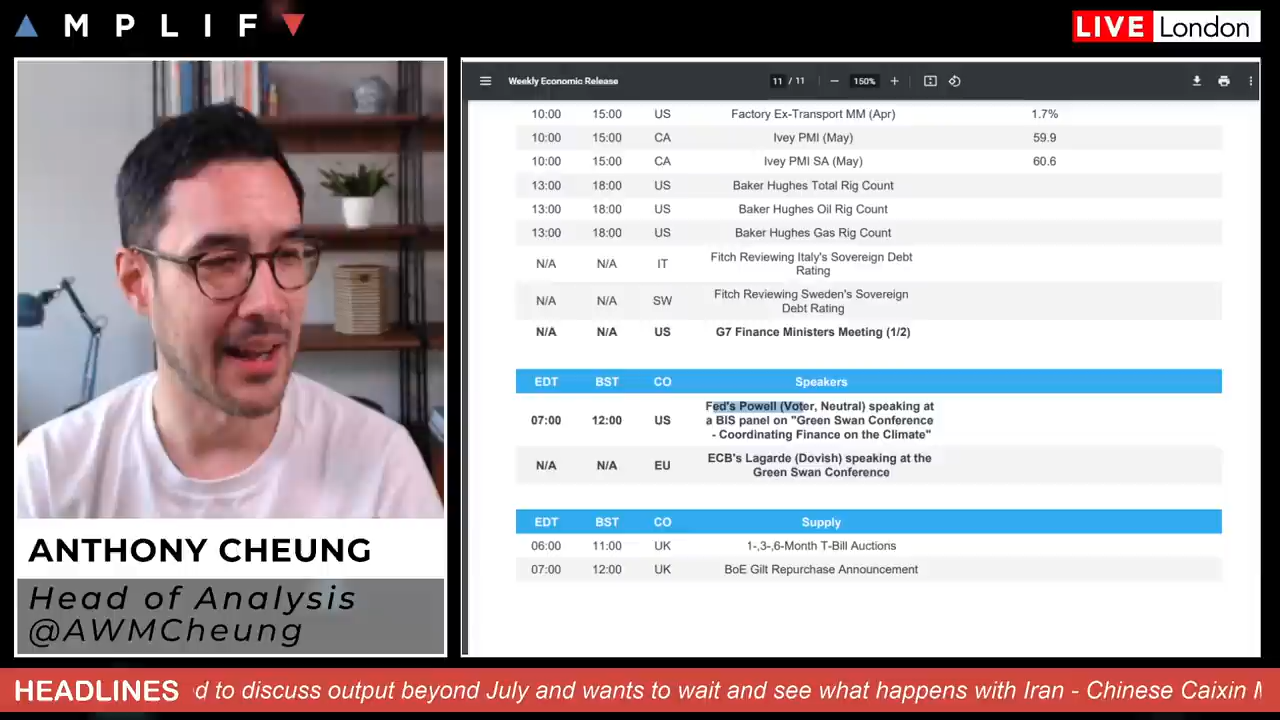 AMPLIFY
LIVE London
Weekly Economic Release
11 / 11
150%
10:00 15:00 US Factory Ex-Transport MM (Apr) 1.7%
10:00 15:00 CA Ivey PMI (May) 59.9
10:00 15:00 CA Ivey PMI SA (May) 60.6
13:00 18:00 US Baker Hughes Total Rig Count
13:00 18:00 US Baker Hughes Oil Rig Count
13:00 18:00 US Baker Hughes Gas Rig Count
N/A N/A IT Fitch Reviewing Italy's Sovereign Debt
Rating
N/A N/A SW Fitch Reviewing Sweden's Sovereign
Debt Rating
N/A N/A US G7 Finance Ministers Meeting (1/2)
EDT BST CO Speakers
07:00 12:00 US Fed's Powell (Voter, Neutral) speaking at
a BIS panel on "Green Swan Conference
- Coordinating Finance on the Climate"
N/A N/A EU ECB's Lagarde (Dovish) speaking at the
Green Swan Conference
EDT BST CO Supply
06:00 11:00 UK 1-,3-,6-Month T-Bill Auctions
07:00 12:00 UK BoE Gilt Repurchase Announcement
ANTHONY CHEUNG
Head of Analysis
@AWMCheung
HEADLINES d to discuss output beyond July and wants to wait and see what happens with Iran - Chinese Caixin M